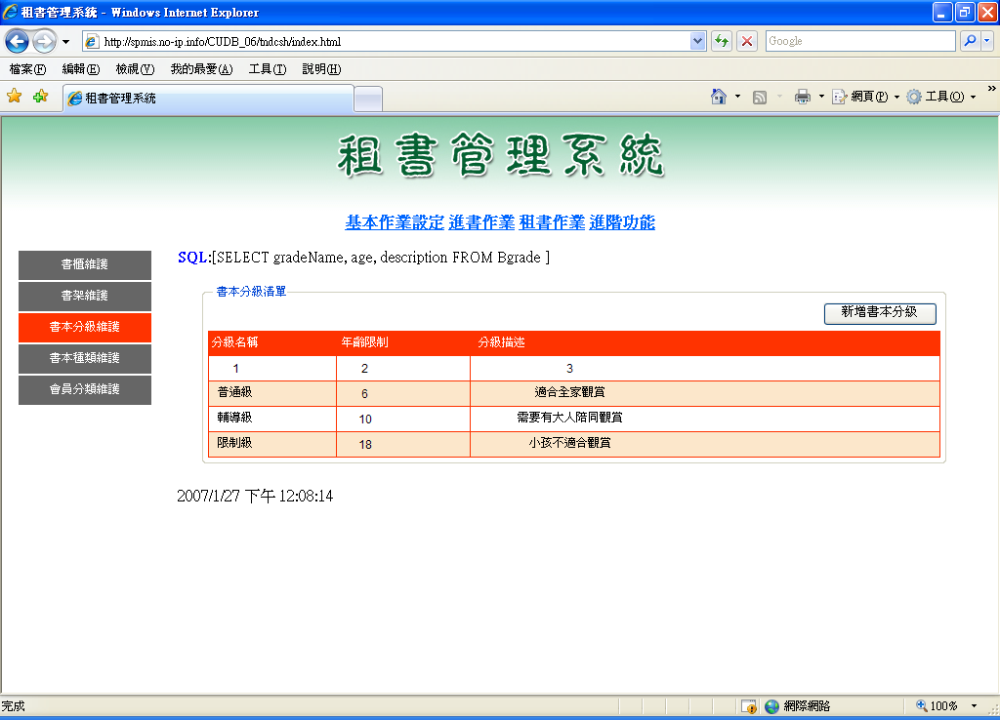 租書管理系統 - Windows Internet Explorer
http://spmis.no-ip.info/CUDB_06/tndcsh/index.html
Google
檔案(F) 編輯(E) 檢視(V) 我的最愛(A) 工具(T) 說明(H)
租書管理系統
網頁(P) 工具(O) »
租書管理系統
基本作業設定 進書作業 租書作業 進階功能
書櫃維護
書架維護
書本分級維護
書本種類維護
會員分類維護
SQL:[SELECT gradeName, age, description FROM Bgrade ]
書本分級清單
新增書本分級
分級名稱 年齡限制 分級描述
1 2 3
普通級 6 適合全家觀賞
輔導級 10 需要有大人陪同觀賞
限制級 18 小孩不適合觀賞
2007/1/27 下午 12:08:14
完成
網際網路
100%